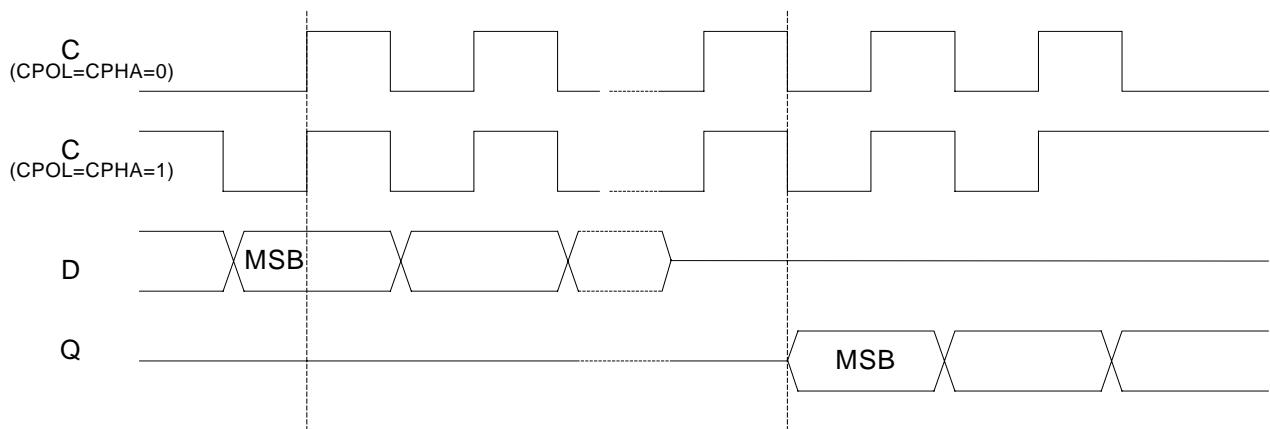 C
(CPOL=CPHA=0)
C
(CPOL=CPHA=1)
D
MSB
Q
MSB